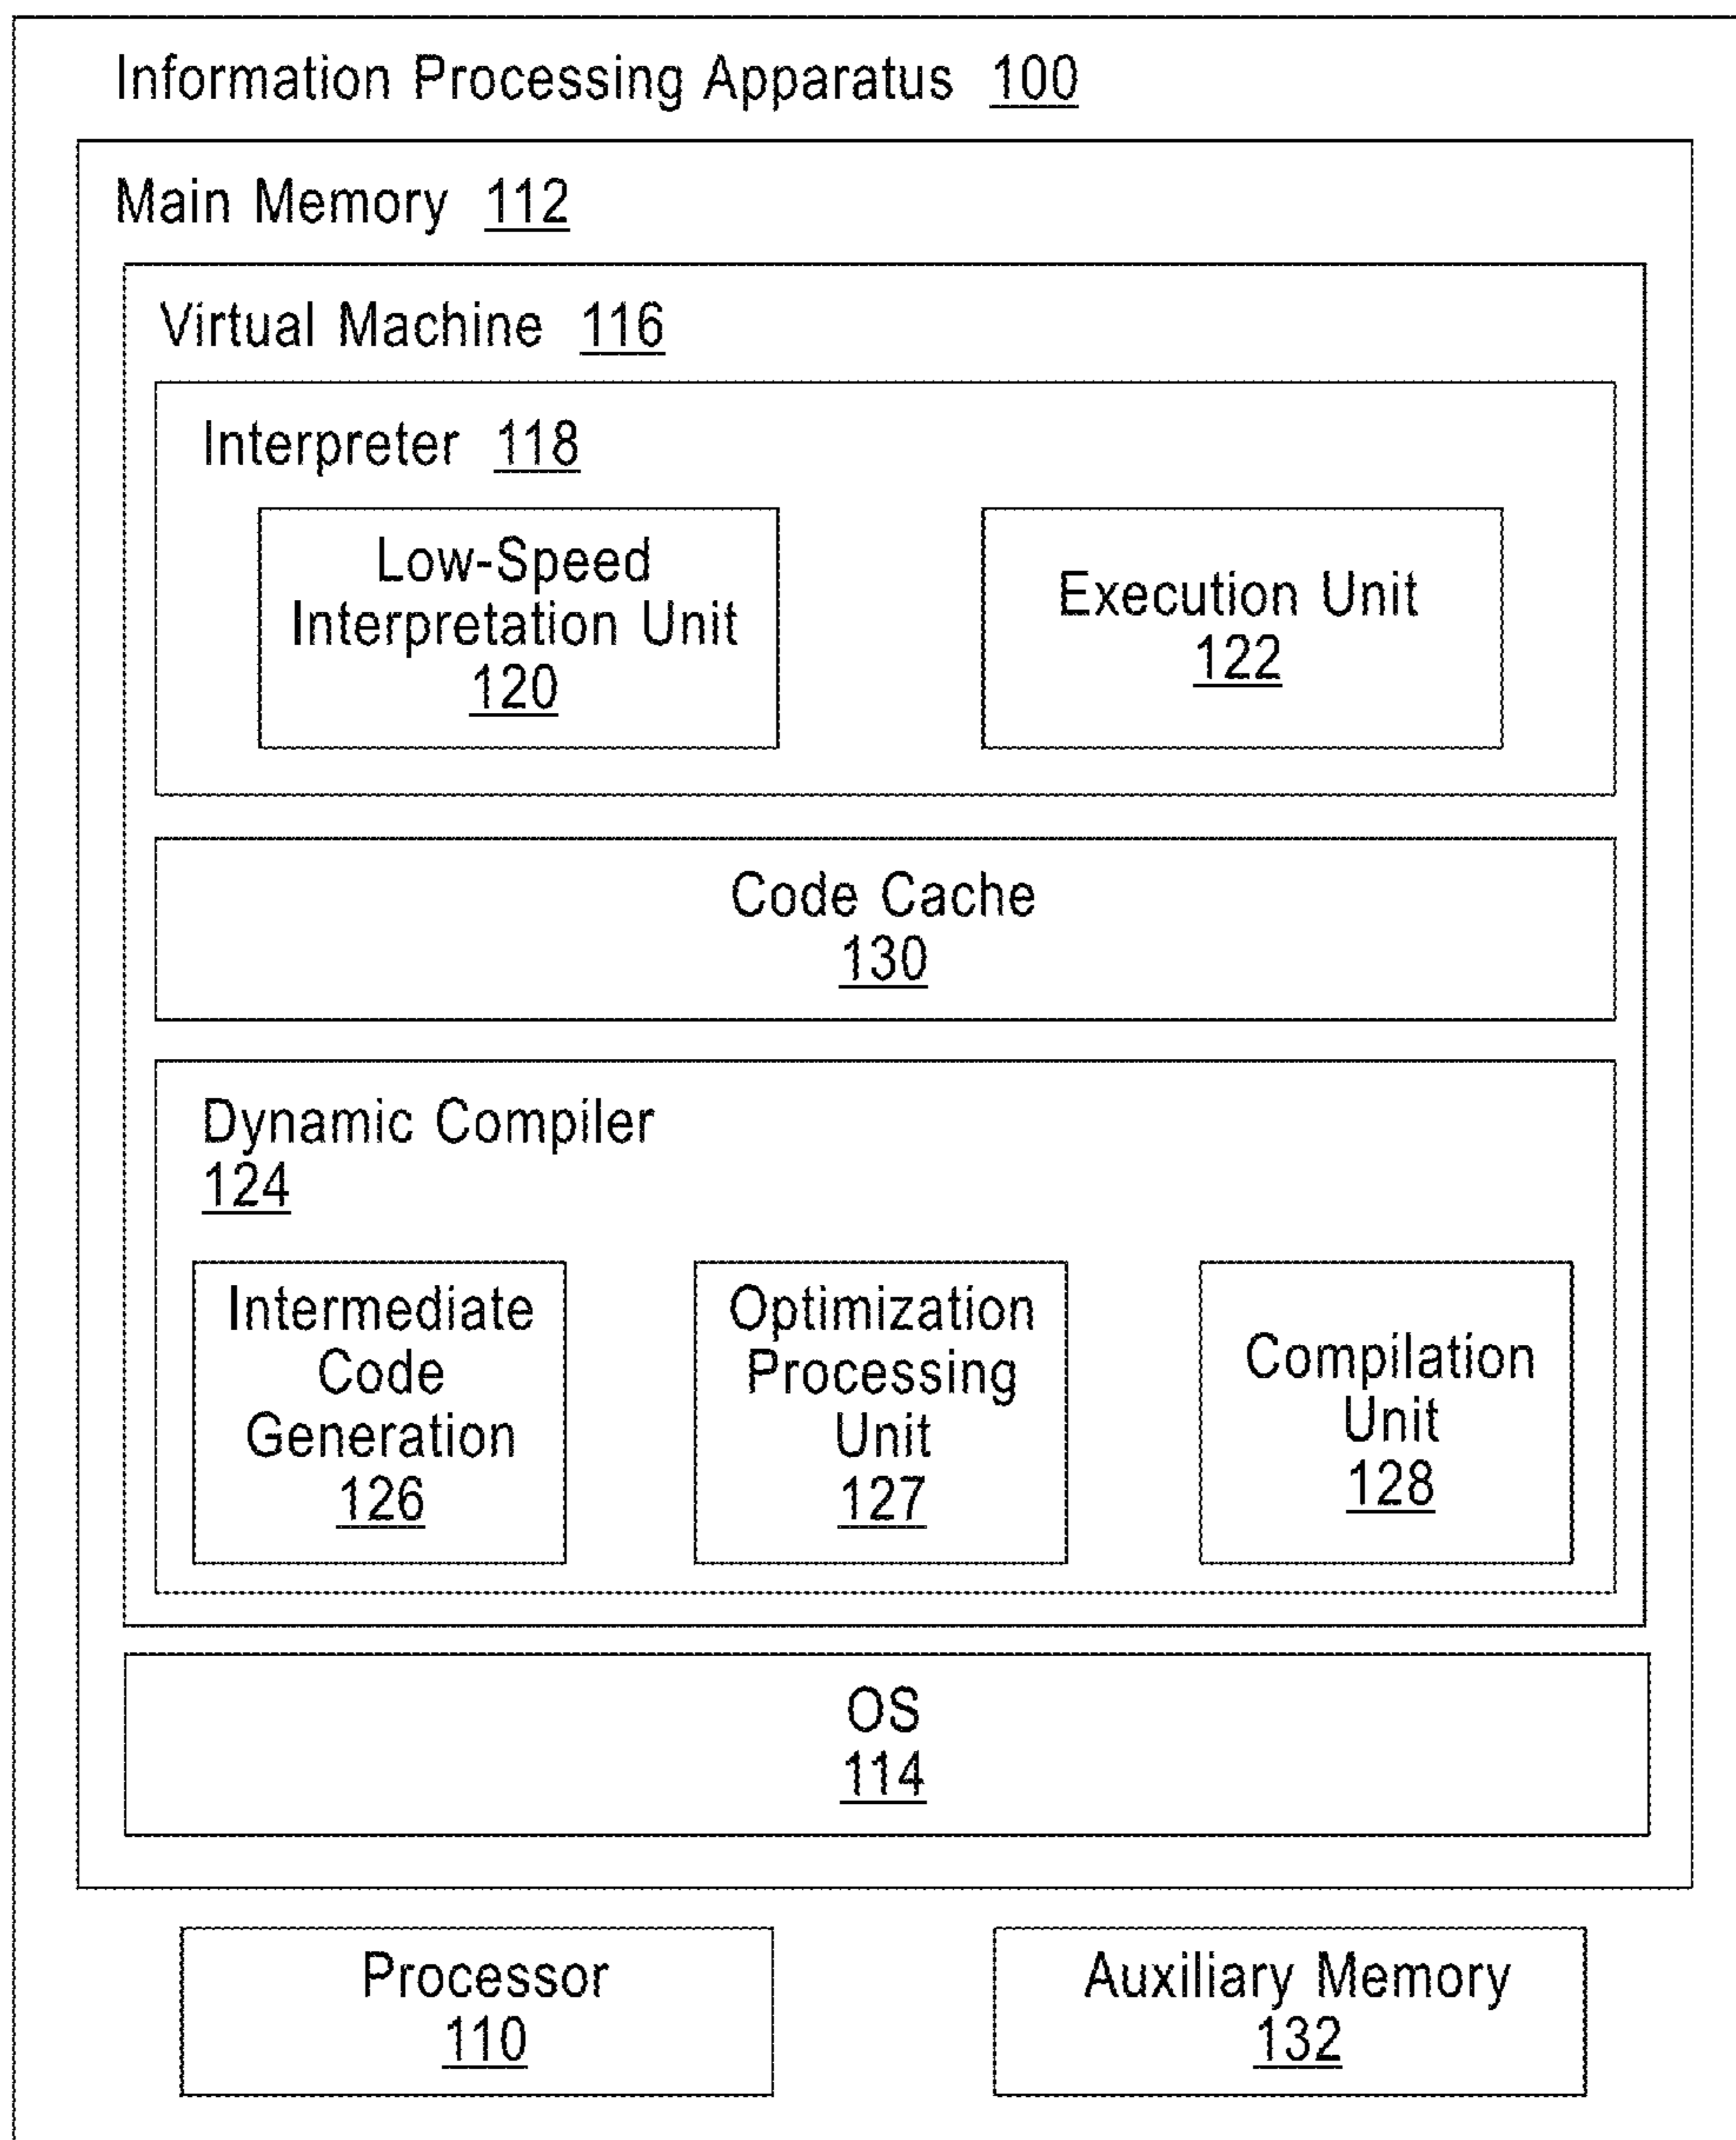 Information Processing Apparatus 100
Main Memory 112
Virtual Machine 116
Interpreter 118
Low-Speed
Interpretation Unit
120
Execution Unit
122
Code Cache
130
Dynamic Compiler
124
Intermediate
Code
Generation
126
Optimization
Processing
Unit
127
Compilation
Unit
128
OS
114
Processor
110
Auxiliary Memory
132